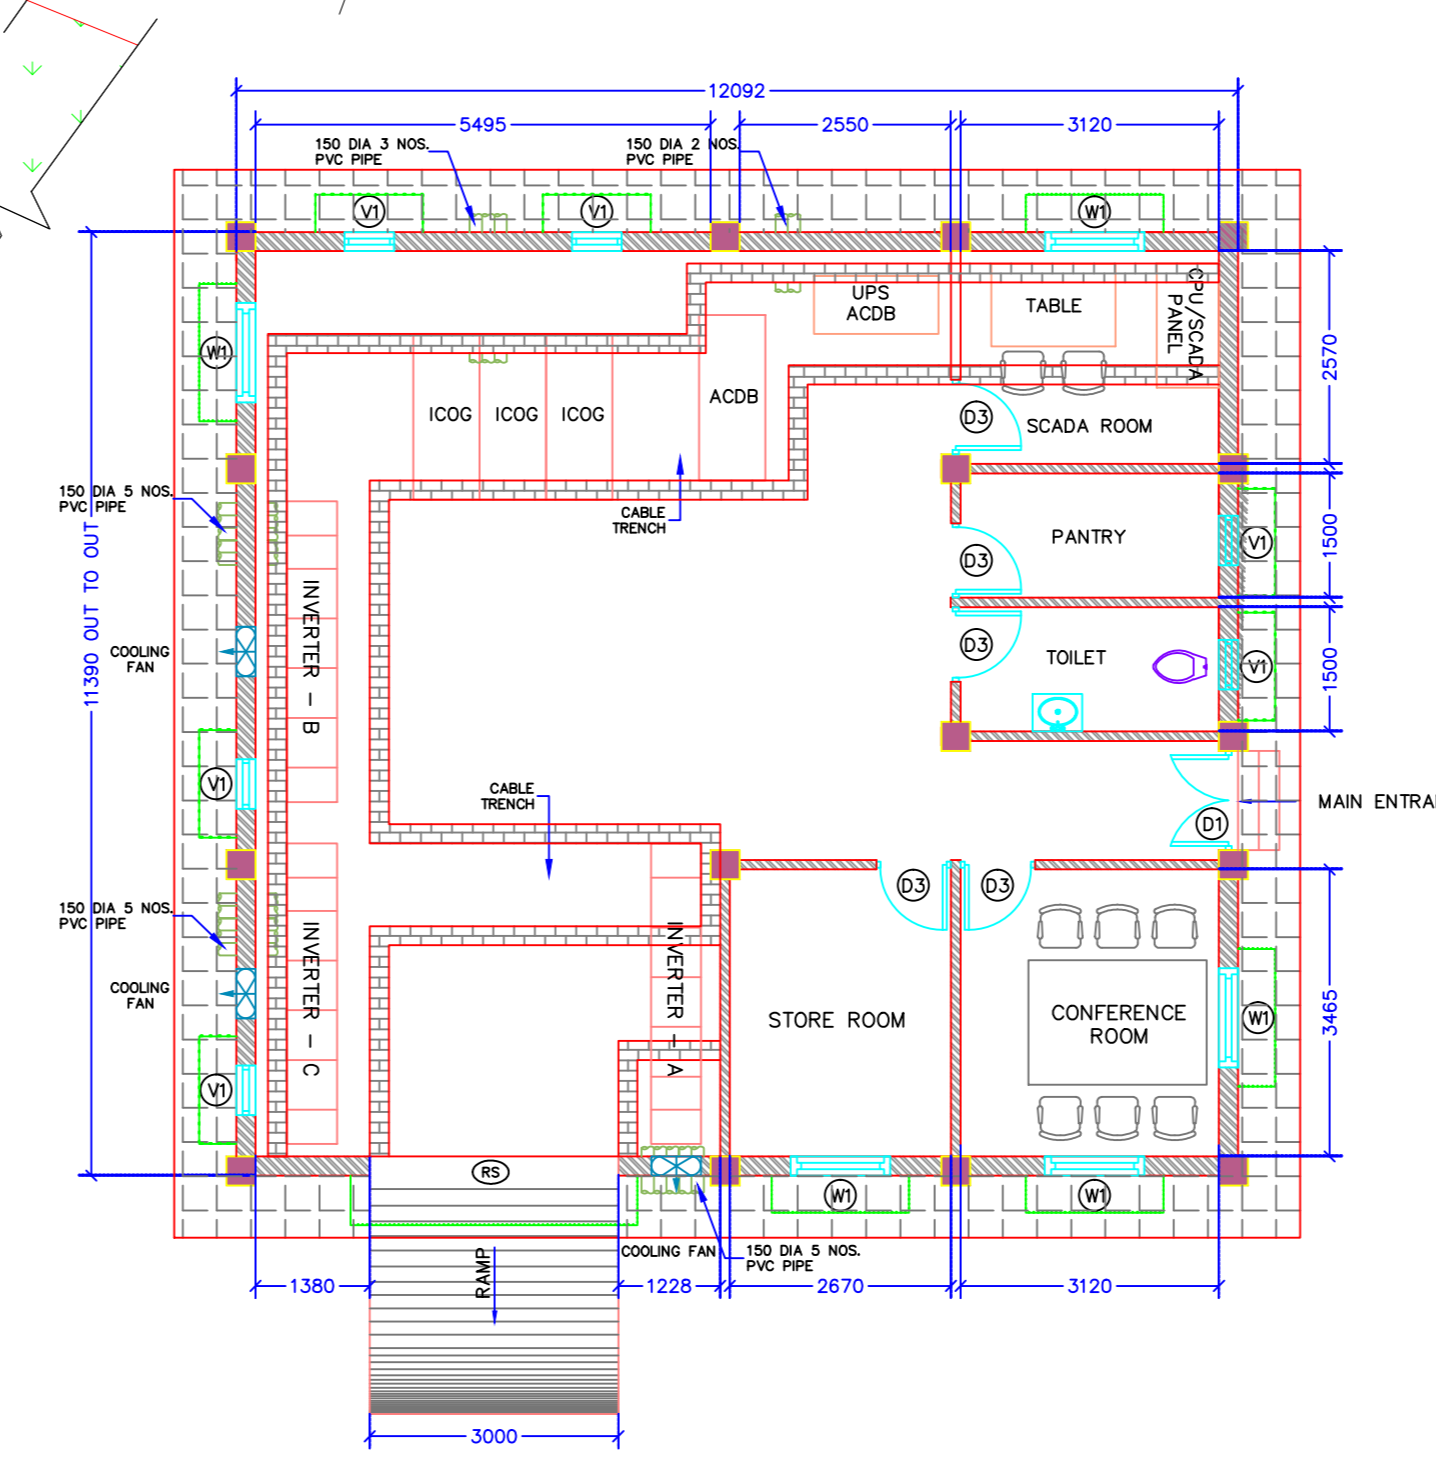 12092
5495
2550
3120
150 DIA 3 NOS.
PVC PIPE
150 DIA 2 NOS.
PVC PIPE
V1
V1
W1
UPS
ACDB
TABLE
CPU/SCADA
PANEL
W1
2570
ICOG
ICOG
ICOG
ACDB
D3
SCADA ROOM
150 DIA 5 NOS.
PVC PIPE
CABLE
TRENCH
PANTRY
V1
1500
D3
11390 OUT TO OUT
INVERTER - B
COOLING
FAN
D3
TOILET
V1
1500
V1
CABLE
TRENCH
MAIN ENTRA
D1
D3
D3
150 DIA 5 NOS.
PVC PIPE
INVERTER - C
INVERTER - A
COOLING
FAN
STORE ROOM
CONFERENCE
ROOM
W1
3465
V1
RS
W1
W1
RAMP
COOLING FAN
150 DIA 5 NOS.
PVC PIPE
1380
1228
2670
3120
3000